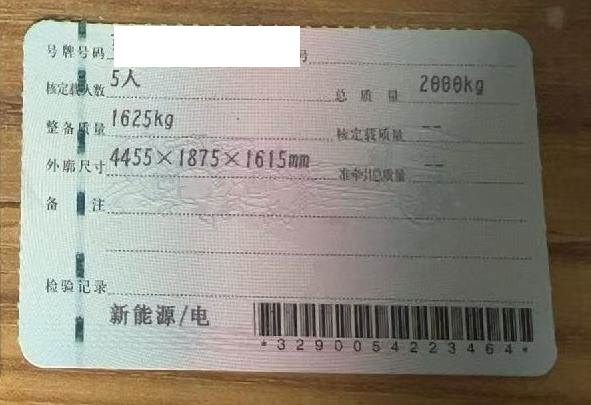 号牌号码 号
核定载人数 5人 总质量 2000kg
整备质量 1625kg 核定载质量 --
外廓尺寸 4455×1875×1615mm 准牵引总质量 --
备注
检验记录
新能源/电
*3290054223464*